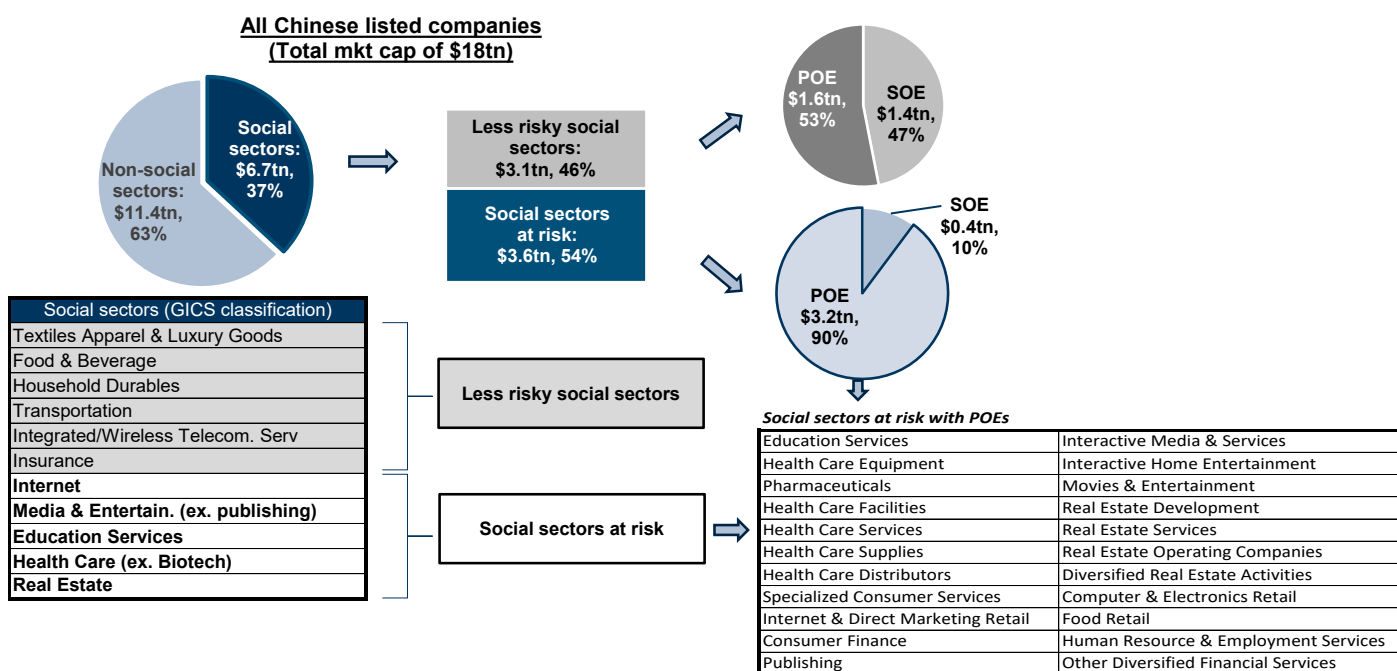 All Chinese listed companies
(Total mkt cap of $18tn)
Non-social
sectors:
$11.4tn,
63%
Social
sectors:
$6.7tn,
37%
Less risky social
sectors:
$3.1tn, 46%
Social sectors
at risk:
$3.6tn, 54%
POE
$1.6tn,
53%
SOE
$1.4tn,
47%
SOE
$0.4tn,
10%
POE
$3.2tn,
90%
Social sectors (GICS classification)
Textiles Apparel & Luxury Goods
Food & Beverage
Household Durables
Transportation
Integrated/Wireless Telecom. Serv
Insurance
Internet
Media & Entertain. (ex. publishing)
Education Services
Health Care (ex. Biotech)
Real Estate
Less risky social sectors
Social sectors at risk
Social sectors at risk with POEs
Education Services
Interactive Media & Services
Health Care Equipment
Interactive Home Entertainment
Pharmaceuticals
Movies & Entertainment
Health Care Facilities
Real Estate Development
Health Care Services
Real Estate Services
Health Care Supplies
Real Estate Operating Companies
Health Care Distributors
Diversified Real Estate Activities
Specialized Consumer Services
Computer & Electronics Retail
Internet & Direct Marketing Retail
Food Retail
Consumer Finance
Human Resource & Employment Services
Publishing
Other Diversified Financial Services